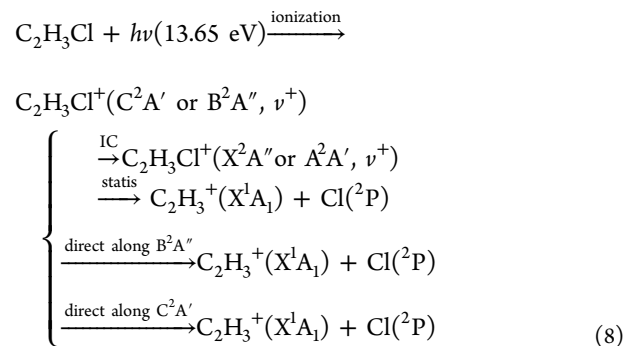 C₂H₃Cl + hν(13.65 eV) ionization→
C₂H₃Cl⁺(C²A′ or B²A″, ν⁺)
IC→ C₂H₃Cl⁺(X²A″ or A²A′, ν⁺)
statis→ C₂H₃⁺(X¹A₁) + Cl(²P)
direct along B²A″→ C₂H₃⁺(X¹A₁) + Cl(²P)
direct along C²A′→ C₂H₃⁺(X¹A₁) + Cl(²P) (8)